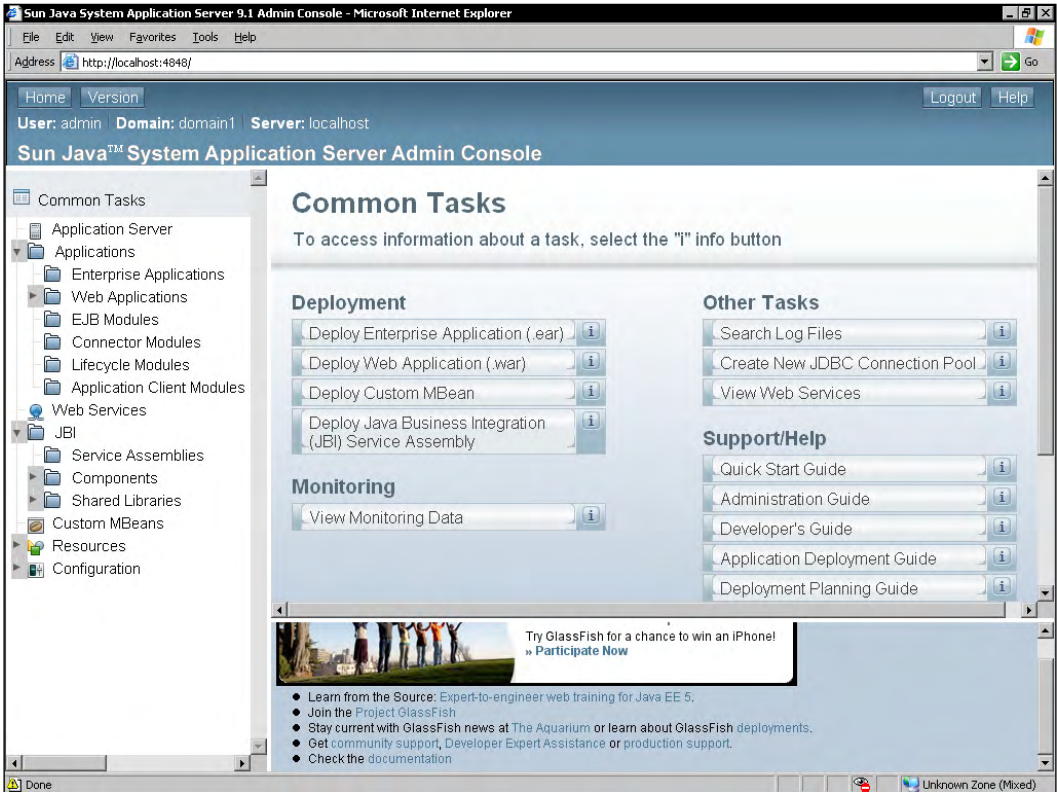 Sun Java System Application Server 9.1 Admin Console - Microsoft Internet Explorer
File Edit View Favorites Tools Help
Address http://localhost:4848/ Go
Home Version Logout Help
User: admin Domain: domain1 Server: localhost
Sun Java™ System Application Server Admin Console
Common Tasks
Application Server
Applications
Enterprise Applications
Web Applications
EJB Modules
Connector Modules
Lifecycle Modules
Application Client Modules
Web Services
JBI
Service Assemblies
Components
Shared Libraries
Custom MBeans
Resources
Configuration
Common Tasks
To access information about a task, select the "i" info button
Deployment
Deploy Enterprise Application (.ear) i
Deploy Web Application (.war) i
Deploy Custom MBean i
Deploy Java Business Integration i
(JBI) Service Assembly
Monitoring
View Monitoring Data i
Other Tasks
Search Log Files i
Create New JDBC Connection Pool i
View Web Services i
Support/Help
Quick Start Guide i
Administration Guide i
Developer's Guide i
Application Deployment Guide i
Deployment Planning Guide i
Try GlassFish for a chance to win an iPhone!
» Participate Now
● Learn from the Source: Expert-to-engineer web training for Java EE 5.
● Join the Project GlassFish
● Stay current with GlassFish news at The Aquarium or learn about GlassFish deployments.
● Get community support, Developer Expert Assistance or production support.
● Check the documentation
Done Unknown Zone (Mixed)